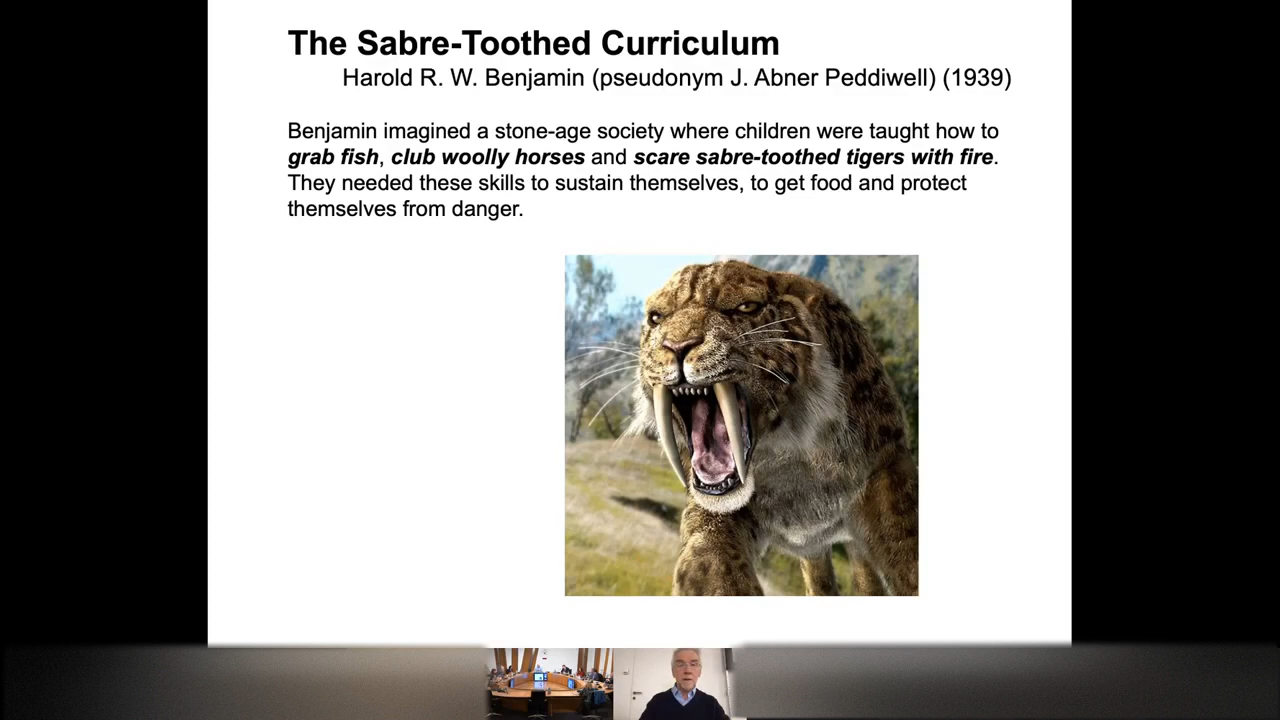 The Sabre-Toothed Curriculum
Harold R. W. Benjamin (pseudonym J. Abner Peddiwell) (1939)
Benjamin imagined a stone-age society where children were taught how to
grab fish, club woolly horses and scare sabre-toothed tigers with fire.
They needed these skills to sustain themselves, to get food and protect
themselves from danger.